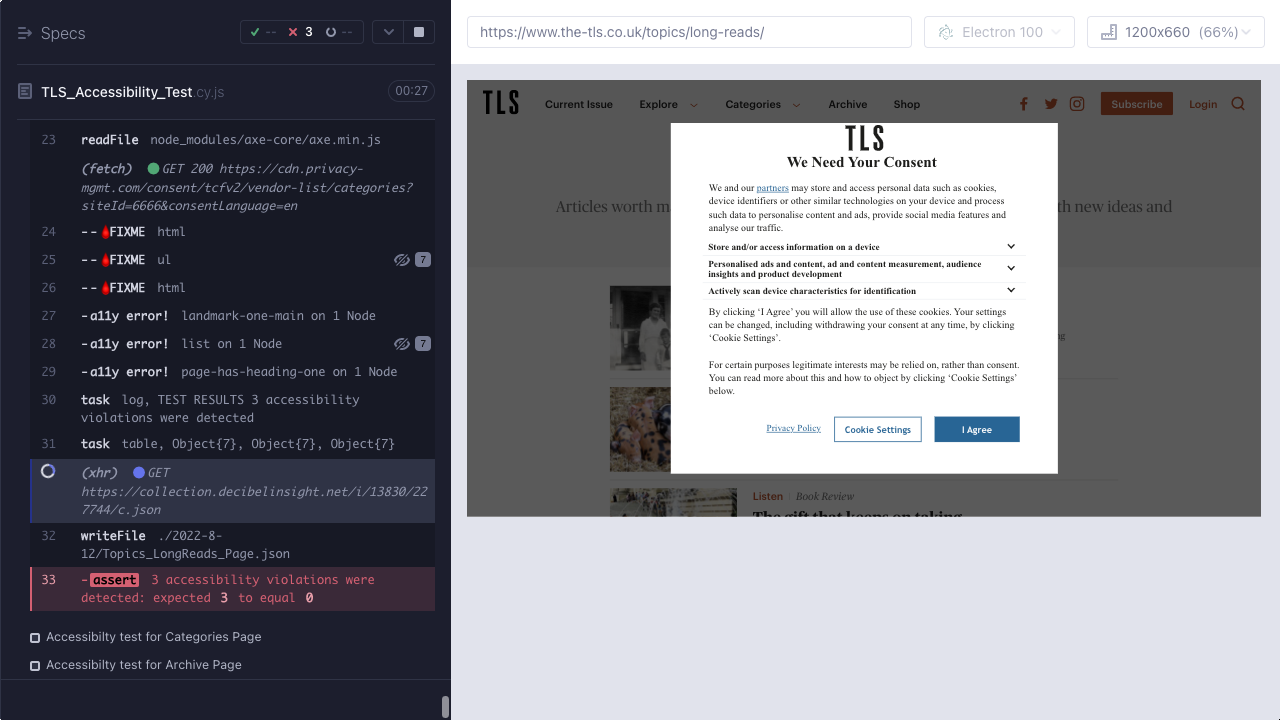 Specs
-- 3 --
TLS_Accessibility_Test.cy.js 00:27
23 readFile node_modules/axe-core/axe.min.js
(fetch) GET 200 https://cdn.privacy-
mgmt.com/consent/tcfv2/vendor-list/categories?
siteId=6666&consentLanguage=en
24 --FIXME html
25 --FIXME ul 7
26 --FIXME html
27 -a11y error! landmark-one-main on 1 Node
28 -a11y error! list on 1 Node 7
29 -a11y error! page-has-heading-one on 1 Node
30 task log, TEST RESULTS 3 accessibility
violations were detected
31 task table, Object{7}, Object{7}, Object{7}
(xhr) GET
https://collection.decibelinsight.net/i/13830/22
7744/c.json
32 writeFile ./2022-8-
12/Topics_LongReads_Page.json
33 -assert 3 accessibility violations were
detected: expected 3 to equal 0
Accessibilty test for Categories Page
Accessibilty test for Archive Page
https://www.the-tls.co.uk/topics/long-reads/
Electron 100
1200x660 (66%)
TLS
Current Issue Explore Categories Archive Shop Subscribe Login
Articles worth m
th new ideas and
TLS
We Need Your Consent
We and our partners may store and access personal data such as cookies,
device identifiers or other similar technologies on your device and process
such data to personalise content and ads, provide social media features and
analyse our traffic.
Store and/or access information on a device
Personalised ads and content, ad and content measurement, audience
insights and product development
Actively scan device characteristics for identification
By clicking ‘I Agree’ you will allow the use of these cookies. Your settings
can be changed, including withdrawing your consent at any time, by clicking
‘Cookie Settings’.
For certain purposes legitimate interests may be relied on, rather than consent.
You can read more about this and how to object by clicking ‘Cookie Settings’
below.
Privacy Policy Cookie Settings I Agree
Listen | Book Review
The gift that keeps on taking